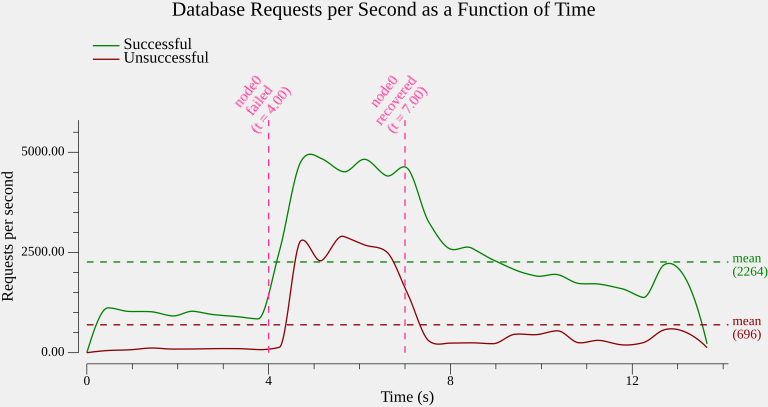 Database Requests per Second as a Function of Time
Successful
Unsuccessful
node0
failed
(t = 4.00)
node0
recovered
(t = 7.00)
5000.00
2500.00
0.00
Requests per second
mean
(2264)
mean
(696)
0
4
8
12
Time (s)